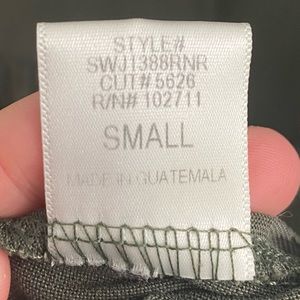 STYLE#
SWJ1388RNR
CUT# 5626
R/N# 102711
SMALL
MADE IN GUATEMALA